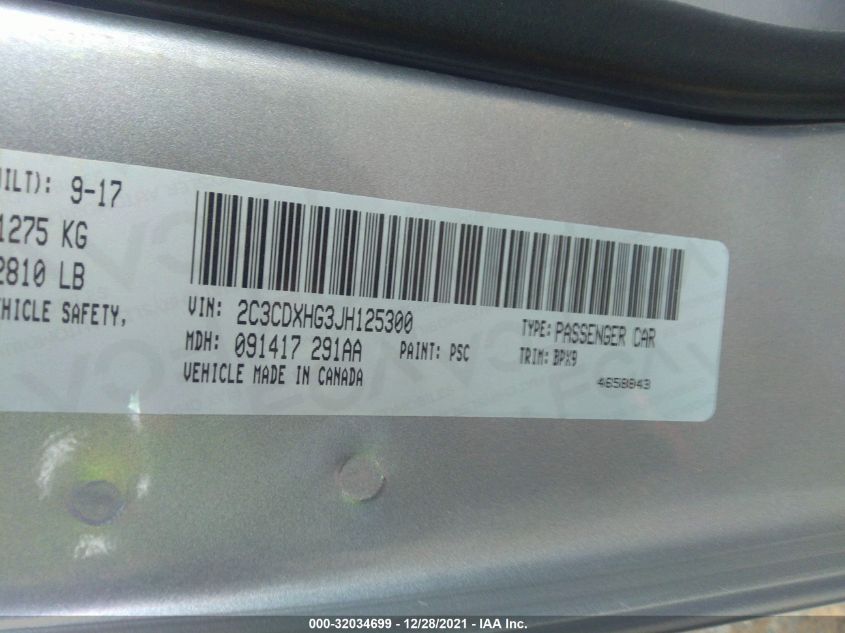 UILT): 9-17
1275 KG
2810 LB
EHICLE SAFETY,
VIN: 2C3CDXHG3JH125300
TYPE: PASSENGER CAR
MDH: 091417 291AA PAINT: PSC
TRIM: BPX9
VEHICLE MADE IN CANADA
4658843
000-32034699 - 12/28/2021 - IAA Inc.